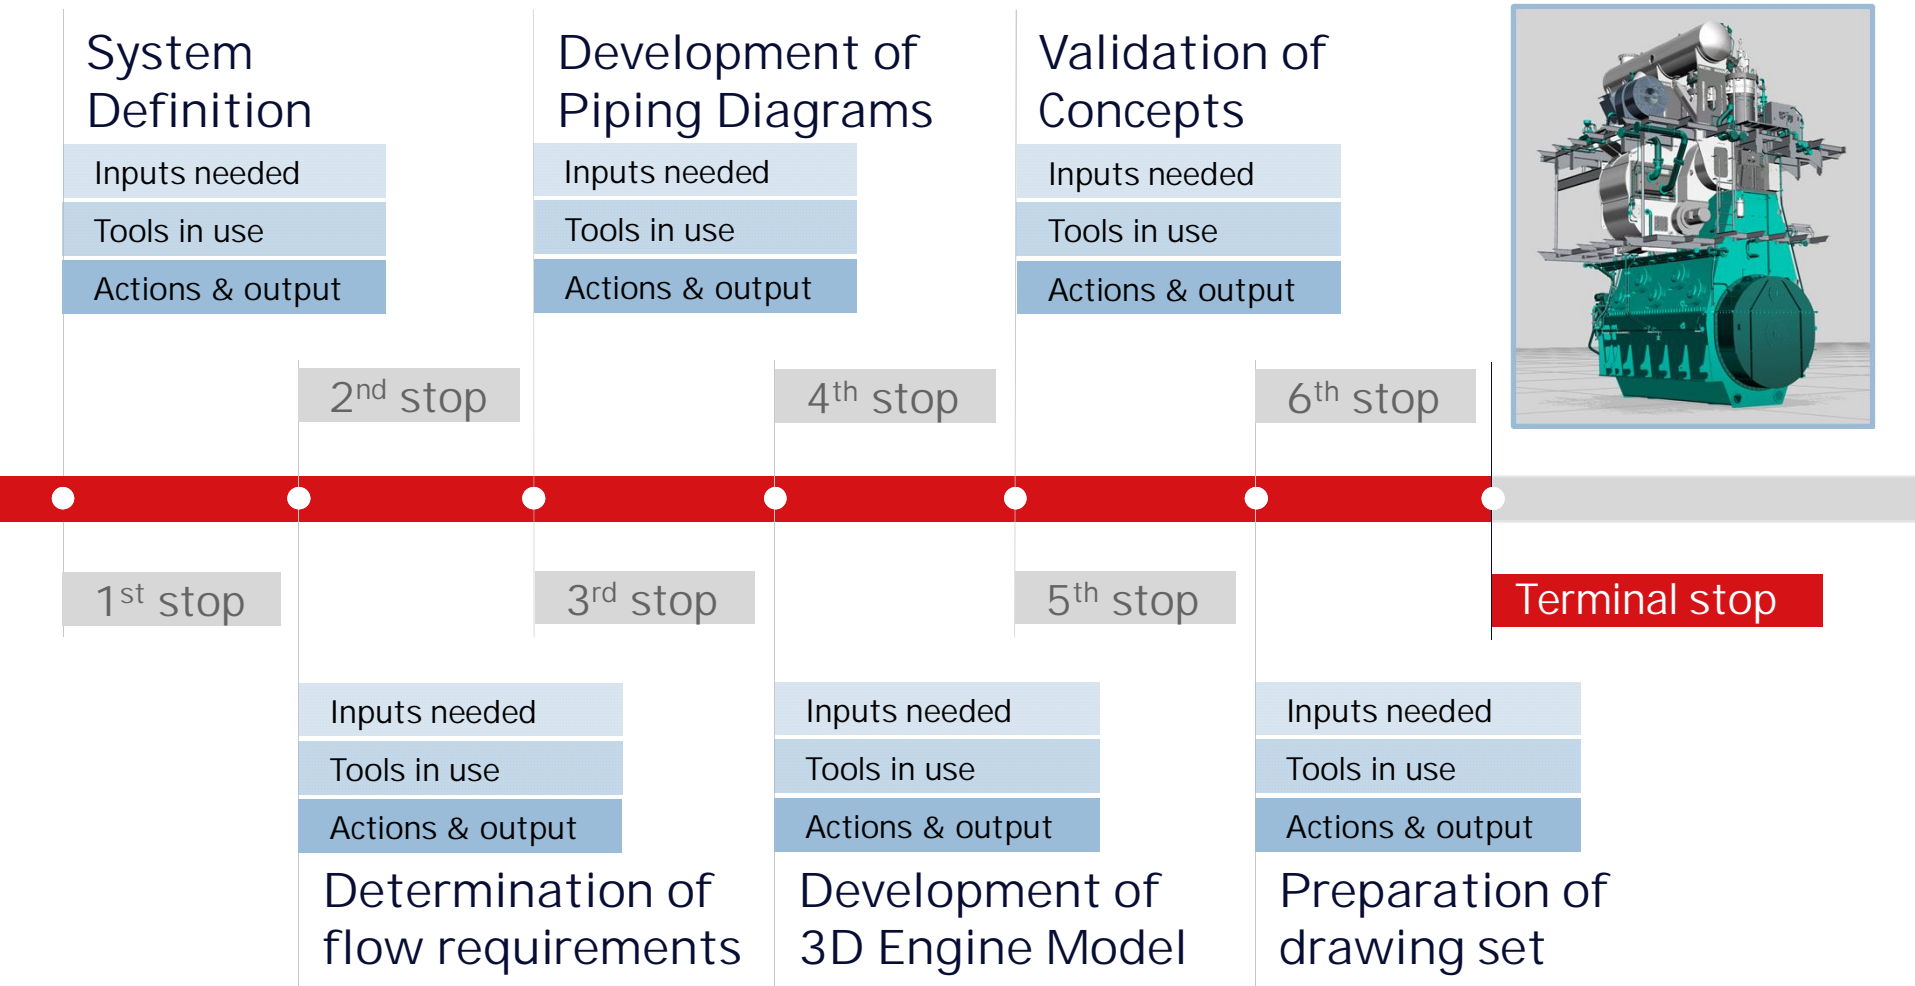 System
Definition
Inputs needed
Tools in use
Actions & output
Development of
Piping Diagrams
Inputs needed
Tools in use
Actions & output
Validation of
Concepts
Inputs needed
Tools in use
Actions & output
2nd stop
4th stop
6th stop
1st stop
3rd stop
5th stop
Terminal stop
Inputs needed
Tools in use
Actions & output
Determination of
flow requirements
Inputs needed
Tools in use
Actions & output
Development of
3D Engine Model
Inputs needed
Tools in use
Actions & output
Preparation of
drawing set